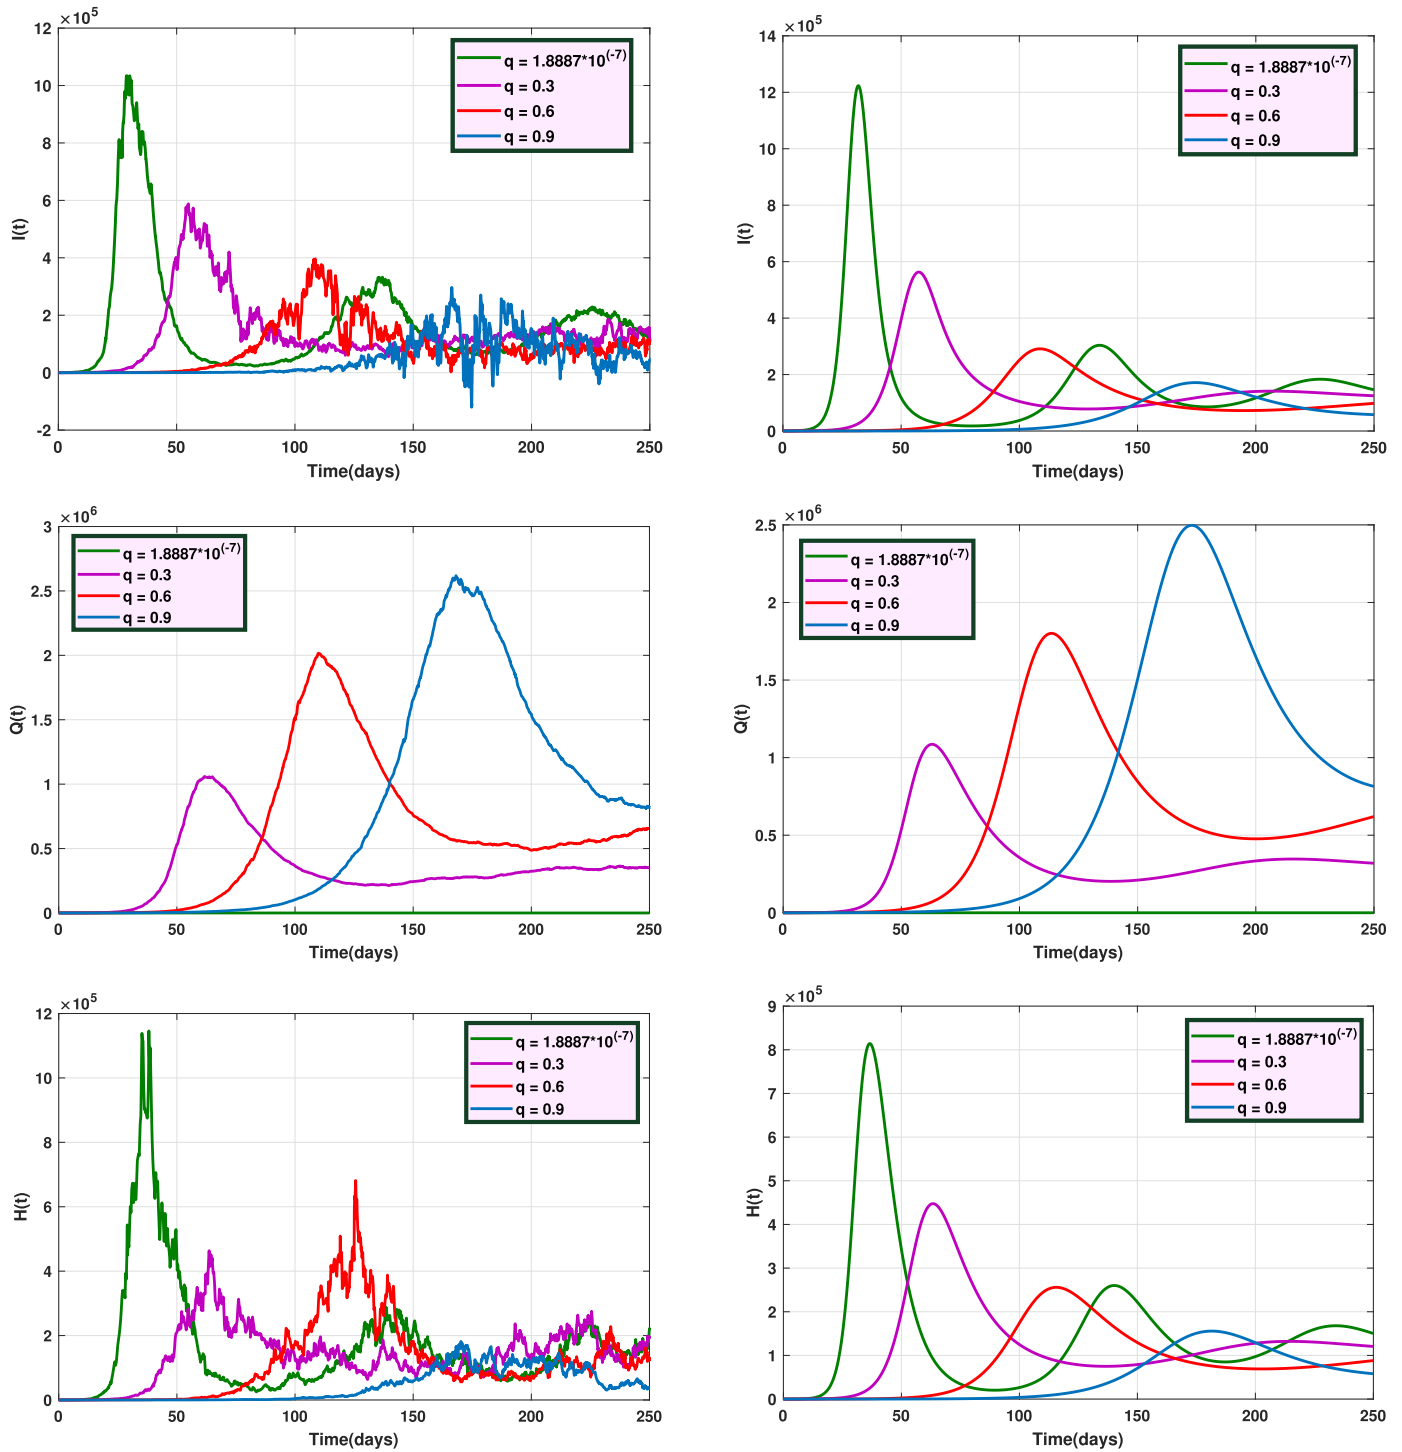 ×10^5
12
10
8
6
4
2
0
-2
I(t)
0 50 100 150 200 250
Time(days)
q = 1.8887*10^(-7)
q = 0.3
q = 0.6
q = 0.9
×10^5
14
12
10
8
6
4
2
0
I(t)
0 50 100 150 200 250
Time(days)
q = 1.8887*10^(-7)
q = 0.3
q = 0.6
q = 0.9
×10^6
3
2.5
2
1.5
1
0.5
0
Q(t)
0 50 100 150 200 250
Time(days)
q = 1.8887*10^(-7)
q = 0.3
q = 0.6
q = 0.9
×10^6
2.5
2
1.5
1
0.5
0
Q(t)
0 50 100 150 200 250
Time(days)
q = 1.8887*10^(-7)
q = 0.3
q = 0.6
q = 0.9
×10^5
12
10
8
6
4
2
0
H(t)
0 50 100 150 200 250
Time(days)
q = 1.8887*10^(-7)
q = 0.3
q = 0.6
q = 0.9
×10^5
9
8
7
6
5
4
3
2
1
0
H(t)
0 50 100 150 200 250
Time(days)
q = 1.8887*10^(-7)
q = 0.3
q = 0.6
q = 0.9